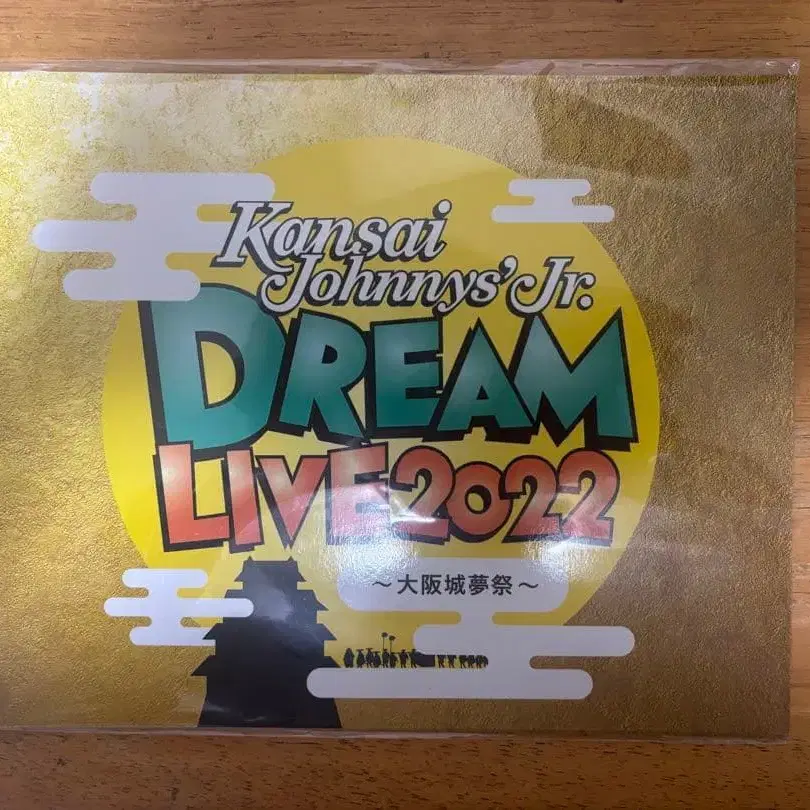 Kansai
Johnnys' Jr.
DREAM
LIVE2022
～大阪城夢祭～